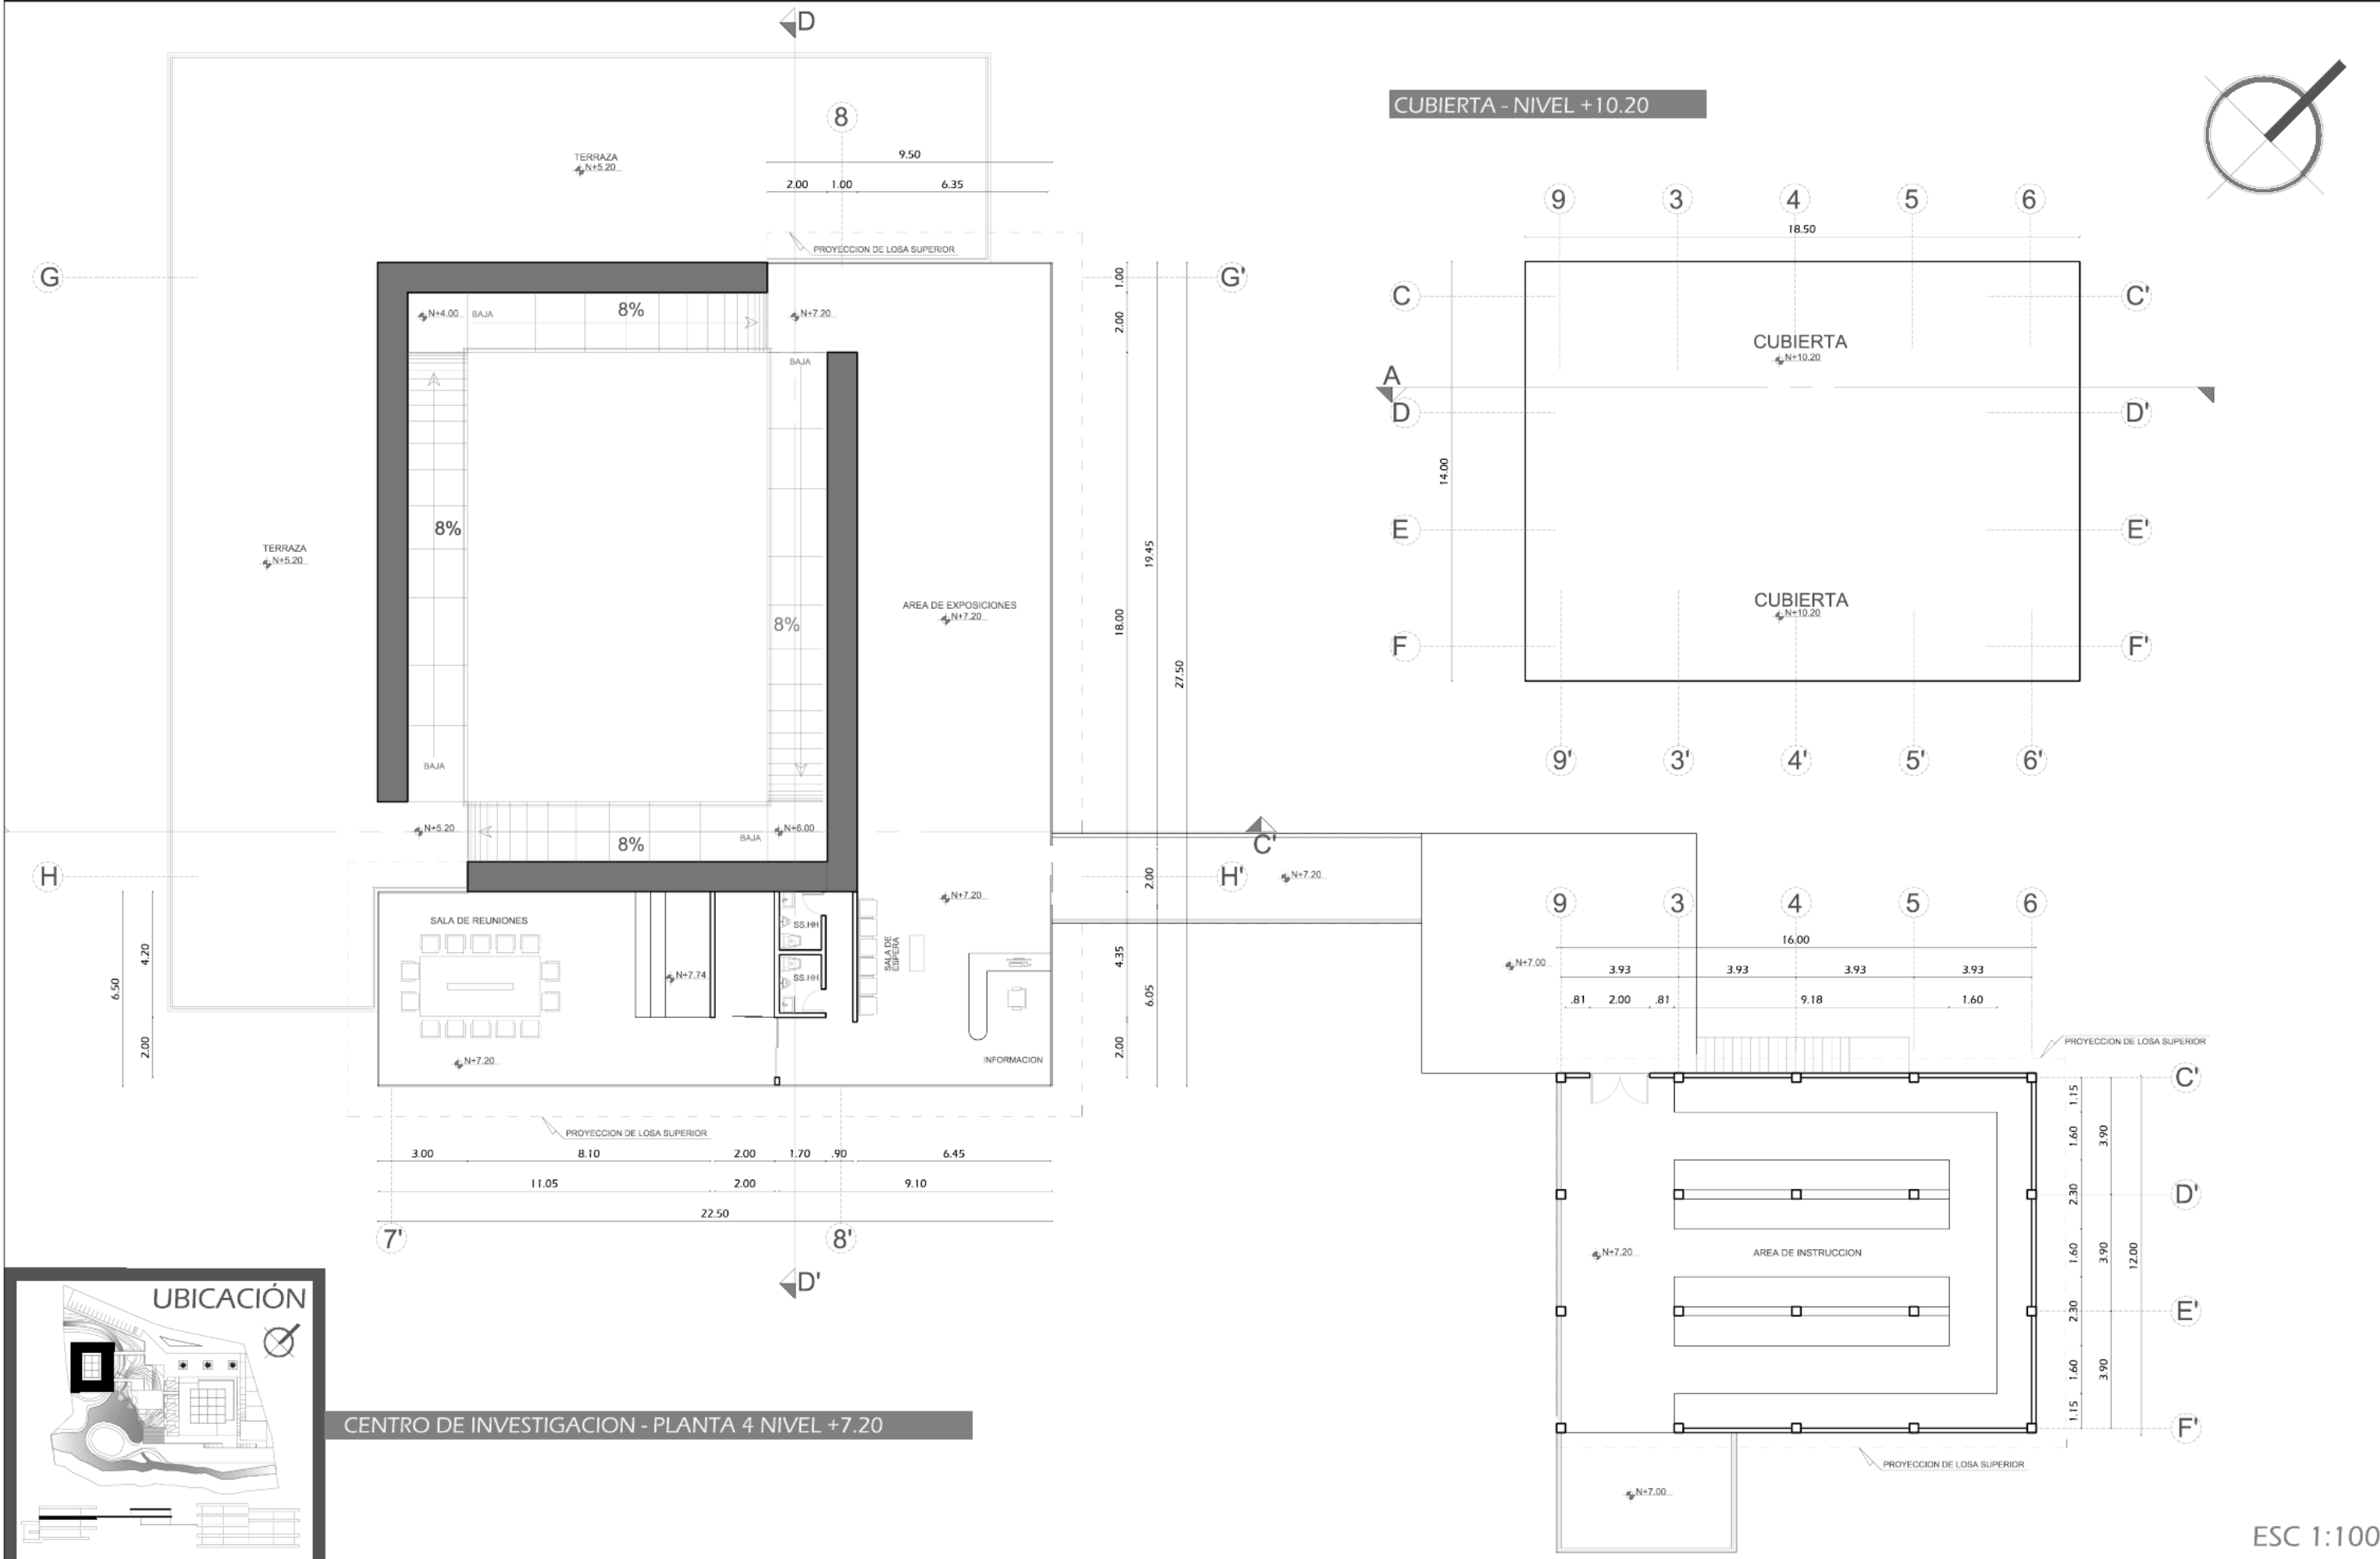 D
8
9.50
2.00 1.00 6.35
TERRAZA
N+5.20
PROYECCION DE LOSA SUPERIOR
G
G'
N+4.00 BAJA 8% N+7.20
BAJA
1.00
2.00
8%
BAJA
TERRAZA
N+5.20
8%
AREA DE EXPOSICIONES
N+7.20
18.00
19.45
27.50
N+5.20
8%
BAJA N+6.00
C'
H
H'
N+7.20
2.00
SALA DE REUNIONES
SS.HH
SS.HH
SALA DE
ESPERA
N+7.20
N+7.74
N+7.20
INFORMACION
6.50
4.20
2.00
4.35
6.05
2.00
PROYECCION DE LOSA SUPERIOR
3.00 8.10 2.00 1.70 .90 6.45
11.05 2.00 9.10
22.50
7' 8'
D'
CUBIERTA - NIVEL +10.20
9 3 4 5 6
18.50
C C'
CUBIERTA
N+10.20
A
D D'
14.00
E E'
CUBIERTA
N+10.20
F F'
9' 3' 4' 5' 6'
9 3 4 5 6
16.00
N+7.00
3.93 3.93 3.93 3.93
.81 2.00 .81 9.18 1.60
PROYECCION DE LOSA SUPERIOR
C'
1.15
1.60
3.90
2.30
D'
N+7.20
AREA DE INSTRUCCION
1.60
3.90
12.00
2.30
E'
1.60
3.90
1.15
F'
PROYECCION DE LOSA SUPERIOR
N+7.00
UBICACIÓN
CENTRO DE INVESTIGACION - PLANTA 4 NIVEL +7.20
ESC 1:100